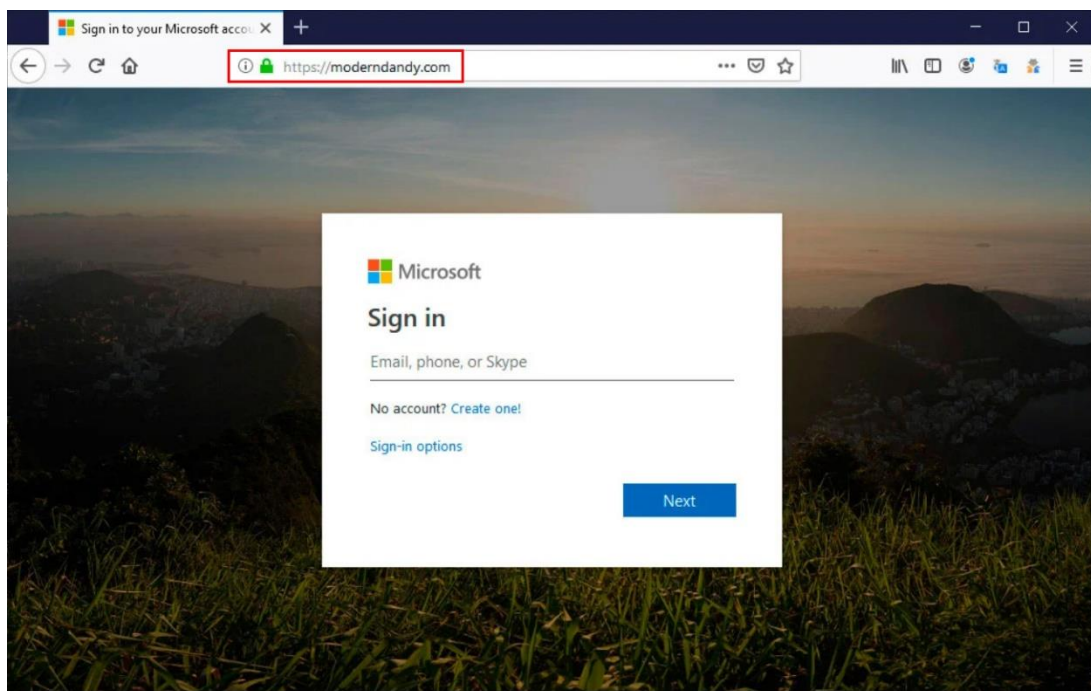 Sign in to your Microsoft accou
https://moderndandy.com
Microsoft
Sign in
Email, phone, or Skype
No account? Create one!
Sign-in options
Next